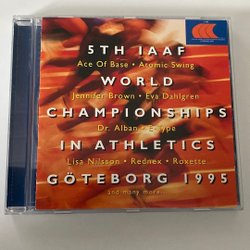 5TH IAAF
Ace Of Base • Atomic Swing
WORLD
Jennifer Brown • Eva Dahlgren
CHAMPIONSHIPS
Dr. Alban • E-type
IN ATHLETICS
Lisa Nilsson • Rednex • Roxette
GÖTEBORG 1995
and many more...